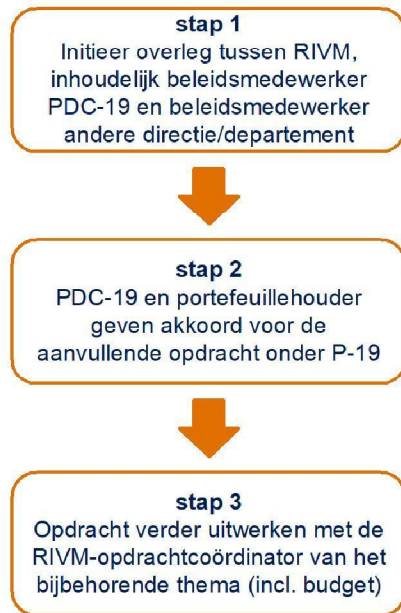 stap 1
Initieer overleg tussen RIVM,
inhoudelijk beleidsmedewerker
PDC-19 en beleidsmedewerker
andere directie/departement
stap 2
PDC-19 en portefeuillehouder
geven akkoord voor de
aanvullende opdracht onder P-19
stap 3
Opdracht verder uitwerken met de
RIVM-opdrachtcoördinator van het
bijbehorende thema (incl. budget)